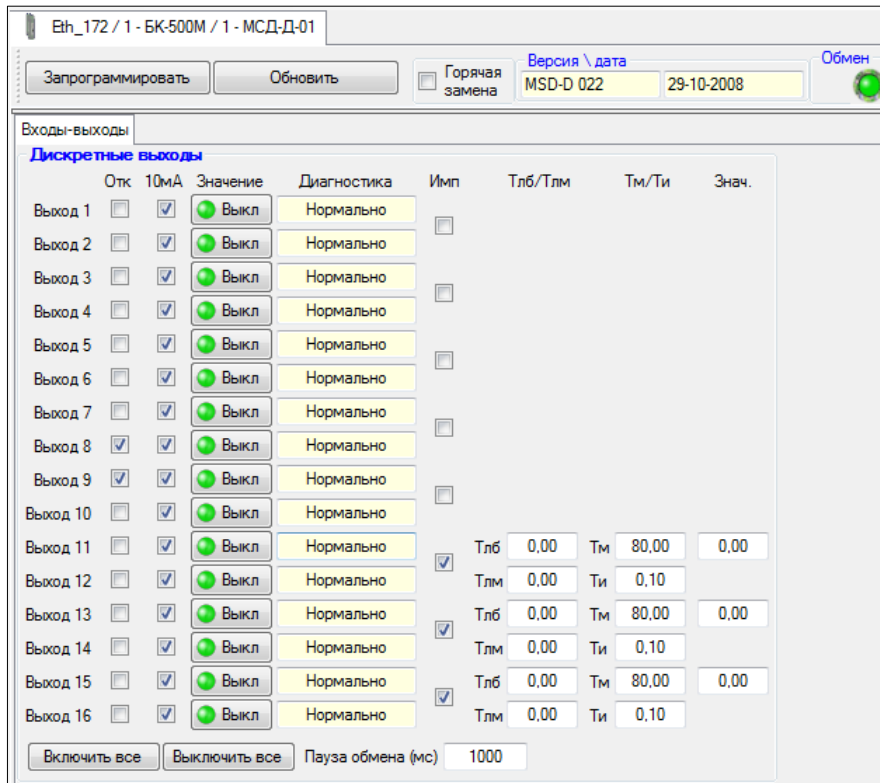 Eth_172 / 1 - БК-500М / 1 - МСД-Д-01
Запрограммировать Обновить Горячая замена Версия \ дата MSD-D 022 29-10-2008 Обмен
Входы-выходы
Дискретные выходы
Отк 10мА Значение Диагностика Имп Тлб/Тлм Тм/Ти Знач.
Выход 1 Выкл Нормально
Выход 2 Выкл Нормально
Выход 3 Выкл Нормально
Выход 4 Выкл Нормально
Выход 5 Выкл Нормально
Выход 6 Выкл Нормально
Выход 7 Выкл Нормально
Выход 8 Выкл Нормально
Выход 9 Выкл Нормально
Выход 10 Выкл Нормально
Выход 11 Выкл Нормально Тлб 0,00 Тм 80,00 0,00
Выход 12 Выкл Нормально Тлм 0,00 Ти 0,10
Выход 13 Выкл Нормально Тлб 0,00 Тм 80,00 0,00
Выход 14 Выкл Нормально Тлм 0,00 Ти 0,10
Выход 15 Выкл Нормально Тлб 0,00 Тм 80,00 0,00
Выход 16 Выкл Нормально Тлм 0,00 Ти 0,10
Включить все Выключить все Пауза обмена (мс) 1000